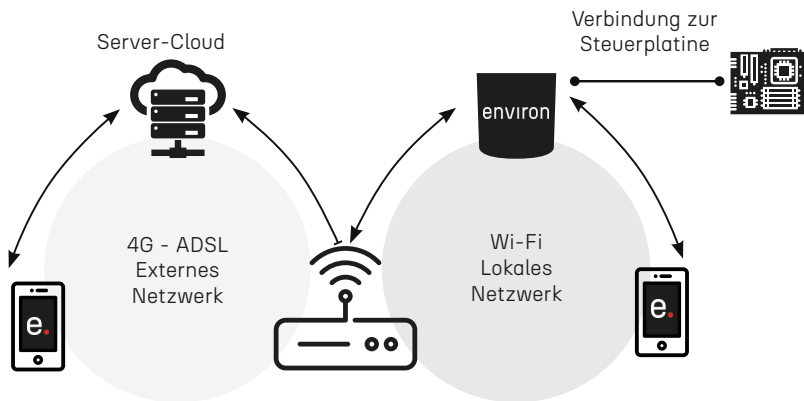 Verbindung zur
Steuerplatine
Server-Cloud
environ
4G - ADSL
Externes
Netzwerk
Wi-Fi
Lokales
Netzwerk
e.
e.